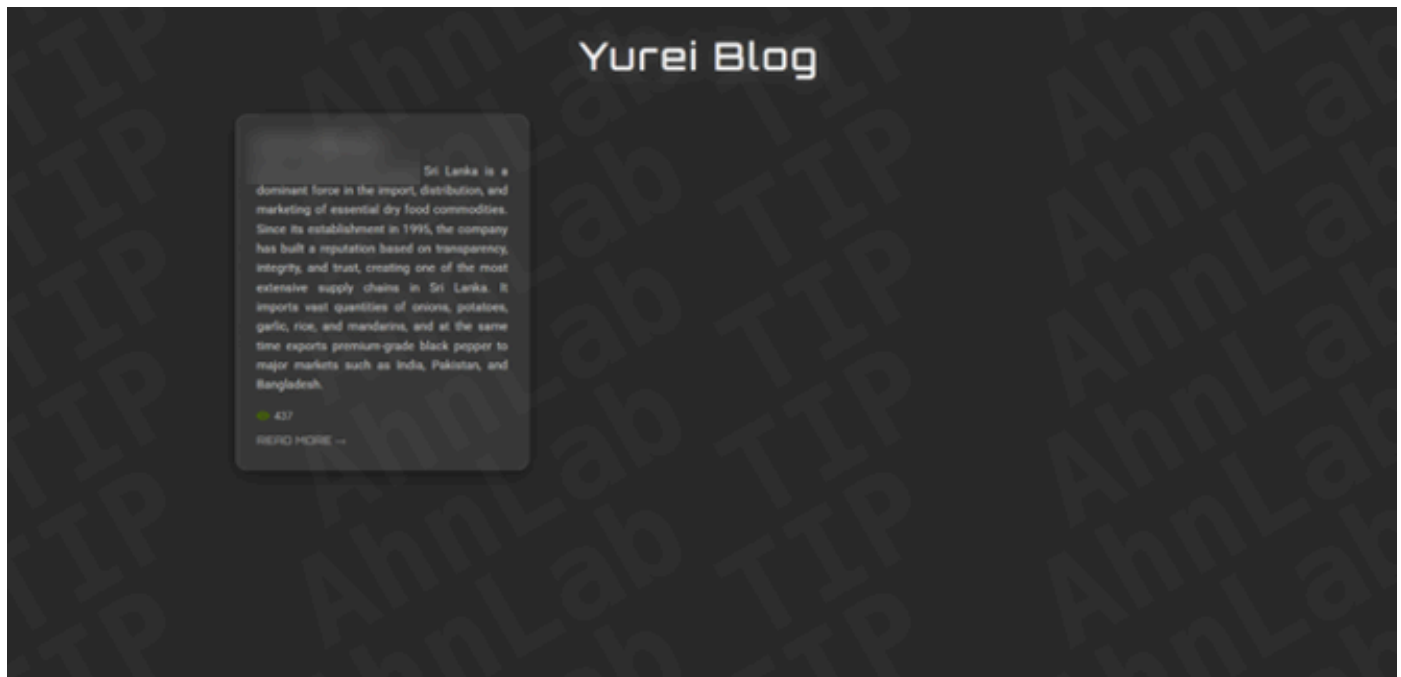 Yurei Blog
Sri Lanka is a
dominant force in the import, distribution, and
marketing of essential dry food commodities.
Since its establishment in 1995, the company
has built a reputation based on transparency,
integrity, and trust, creating one of the most
extensive supply chains in Sri Lanka. It
imports vast quantities of onions, potatoes,
garlic, rice, and mandarins, and at the same
time exports premium-grade black pepper to
major markets such as India, Pakistan, and
Bangladesh.
437
READ MORE →
AhnLab
TIP